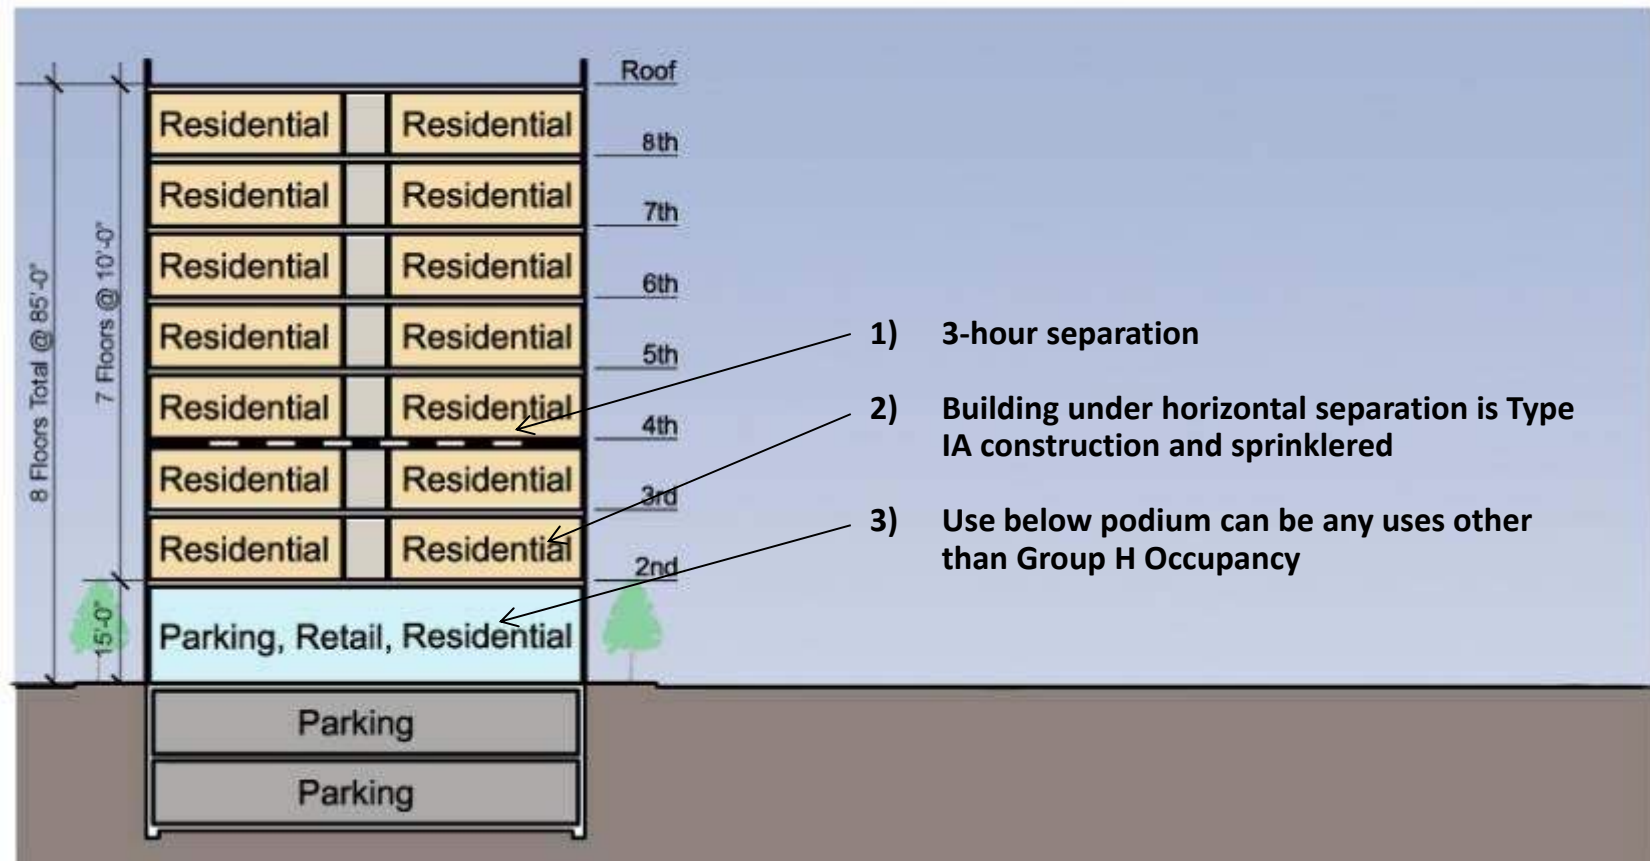 Roof
Residential Residential
8th
Residential Residential
7th
Residential Residential
6th
Residential Residential
5th
Residential Residential
4th
Residential Residential
3rd
Residential Residential
2nd
Parking, Retail, Residential
Parking
Parking
8 Floors Total @ 85'-0"
7 Floors @ 10'-0"
15'-0"
1) 3-hour separation
2) Building under horizontal separation is Type
IA construction and sprinklered
3) Use below podium can be any uses other
than Group H Occupancy